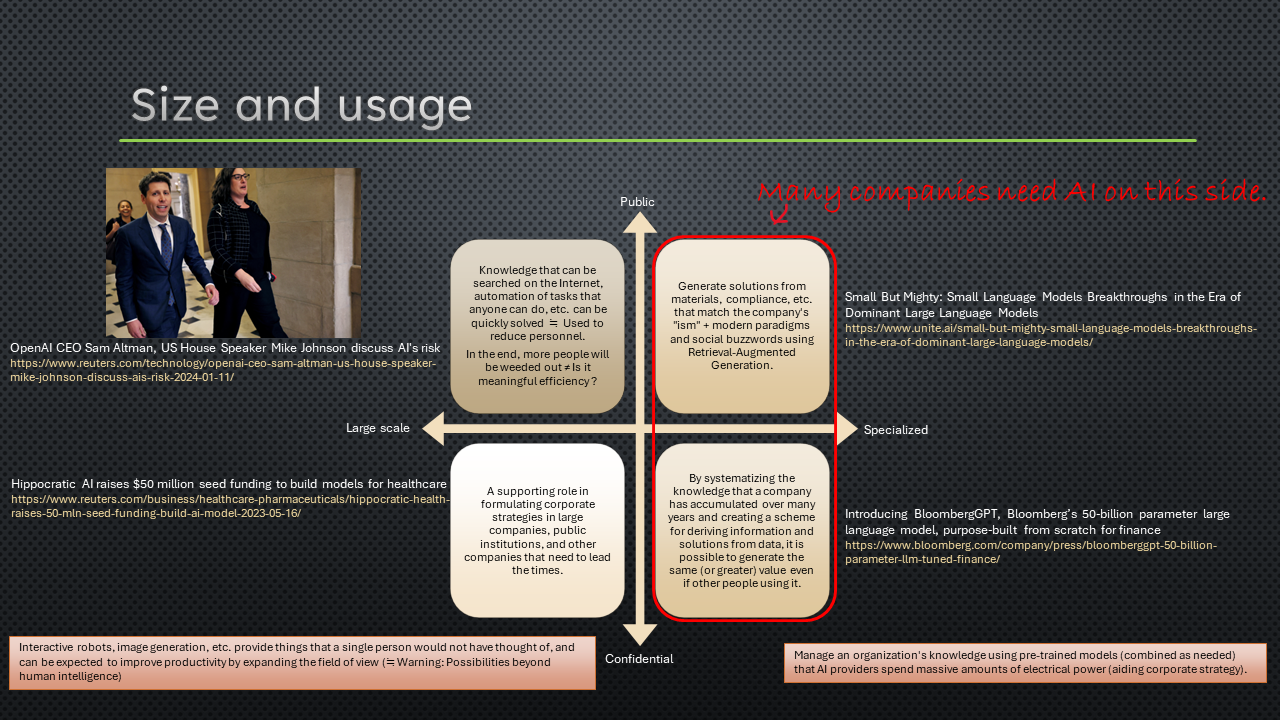 Size and usage
Many companies need AI on this side.
Public
Knowledge that can be
searched on the Internet,
automation of tasks that
anyone can do, etc. can be
quickly solved ≒ Used to
reduce personnel.
In the end, more people will
be weeded out ≠ Is it
meaningful efficiency?
Generate solutions from
materials, compliance, etc.
that match the company's
"ism" + modern paradigms
and social buzzwords using
Retrieval-Augmented
Generation.
Small But Mighty: Small Language Models Breakthroughs in the Era of
Dominant Large Language Models
https://www.unite.ai/small-but-mighty-small-language-models-breakthroughs-
in-the-era-of-dominant-large-language-models/
OpenAI CEO Sam Altman, US House Speaker Mike Johnson discuss AI's risk
https://www.reuters.com/technology/openai-ceo-sam-altman-us-house-speaker-
mike-johnson-discuss-ais-risk-2024-01-11/
Large scale
Specialized
Hippocratic AI raises $50 million seed funding to build models for healthcare
https://www.reuters.com/business/healthcare-pharmaceuticals/hippocratic-health-
raises-50-mln-seed-funding-build-ai-model-2023-05-16/
A supporting role in
formulating corporate
strategies in large
companies, public
institutions, and other
companies that need to lead
the times.
By systematizing the
knowledge that a company
has accumulated over many
years and creating a scheme
for deriving information and
solutions from data, it is
possible to generate the
same (or greater) value even
if other people using it.
Introducing BloombergGPT, Bloomberg's 50-billion parameter large
language model, purpose-built from scratch for finance
https://www.bloomberg.com/company/press/bloomberggpt-50-billion-
parameter-llm-tuned-finance/
Confidential
Interactive robots, image generation, etc. provide things that a single person would not have thought of, and
can be expected to improve productivity by expanding the field of view (≒ Warning: Possibilities beyond
human intelligence)
Manage an organization's knowledge using pre-trained models (combined as needed)
that AI providers spend massive amounts of electrical power (aiding corporate strategy).